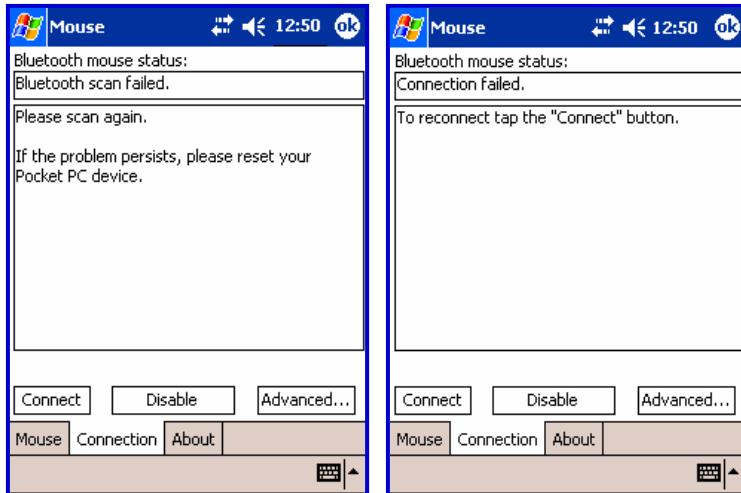 Mouse 12:50 ok
Bluetooth mouse status:
Bluetooth scan failed.
Please scan again.
If the problem persists, please reset your
Pocket PC device.
Connect Disable Advanced...
Mouse Connection About
Mouse 12:50 ok
Bluetooth mouse status:
Connection failed.
To reconnect tap the "Connect" button.
Connect Disable Advanced...
Mouse Connection About